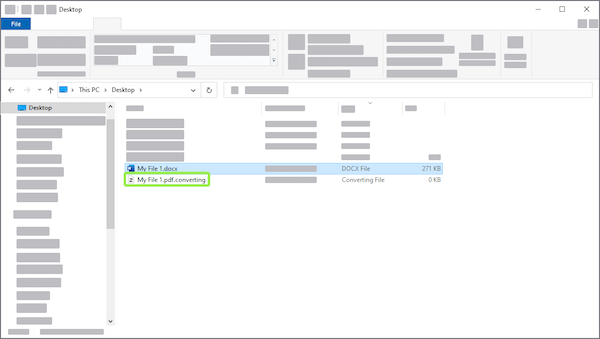 Desktop
File
This PC > Desktop >
Desktop
My File 1.docx DOCX File 271 KB
My File 1.pdf.converting Converting File 0 KB